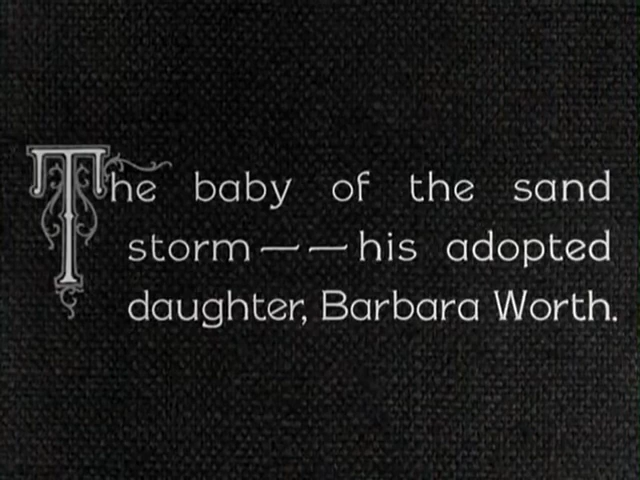 The baby of the sand
storm — — his adopted
daughter, Barbara Worth.